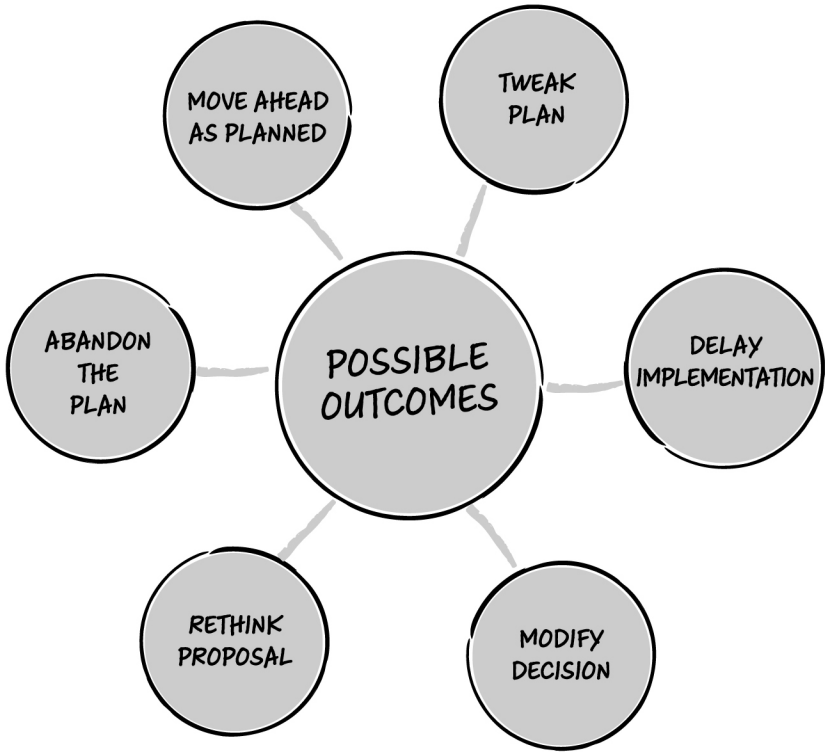 MOVE AHEAD
AS PLANNED
TWEAK
PLAN
ABANDON
THE
PLAN
POSSIBLE
OUTCOMES
DELAY
IMPLEMENTATION
RETHINK
PROPOSAL
MODIFY
DECISION